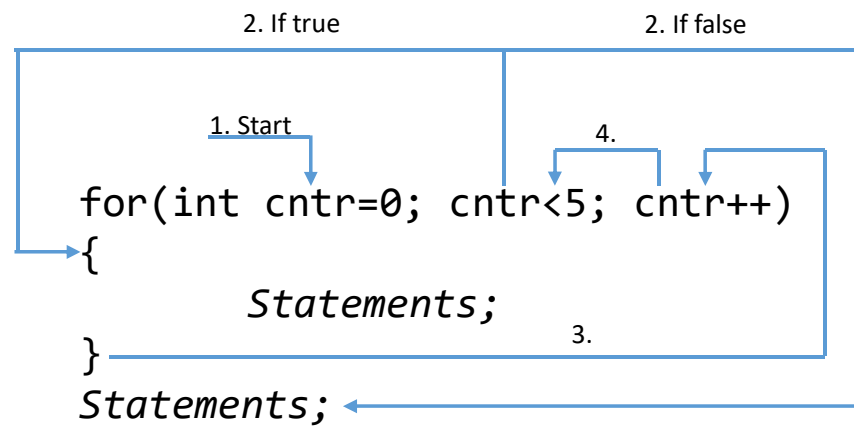 2. If true 2. If false
1. Start
4.
for(int cntr=0; cntr<5; cntr++)
{
Statements;
3.
}
Statements;